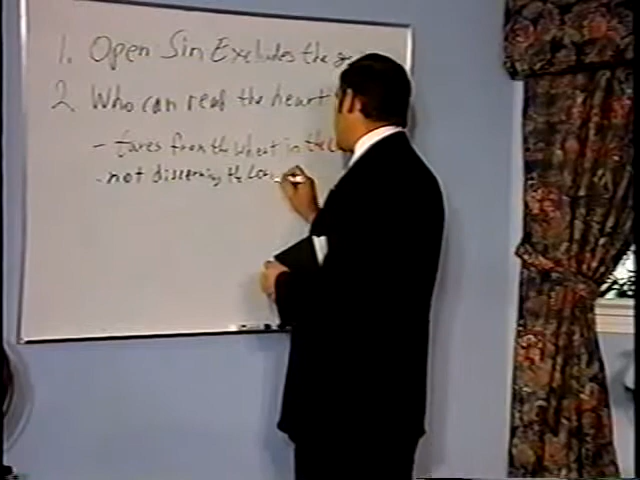 1. Open Sin Excludes the
2 Who can read the heart
- tares from the wheat in the
- not discerning the